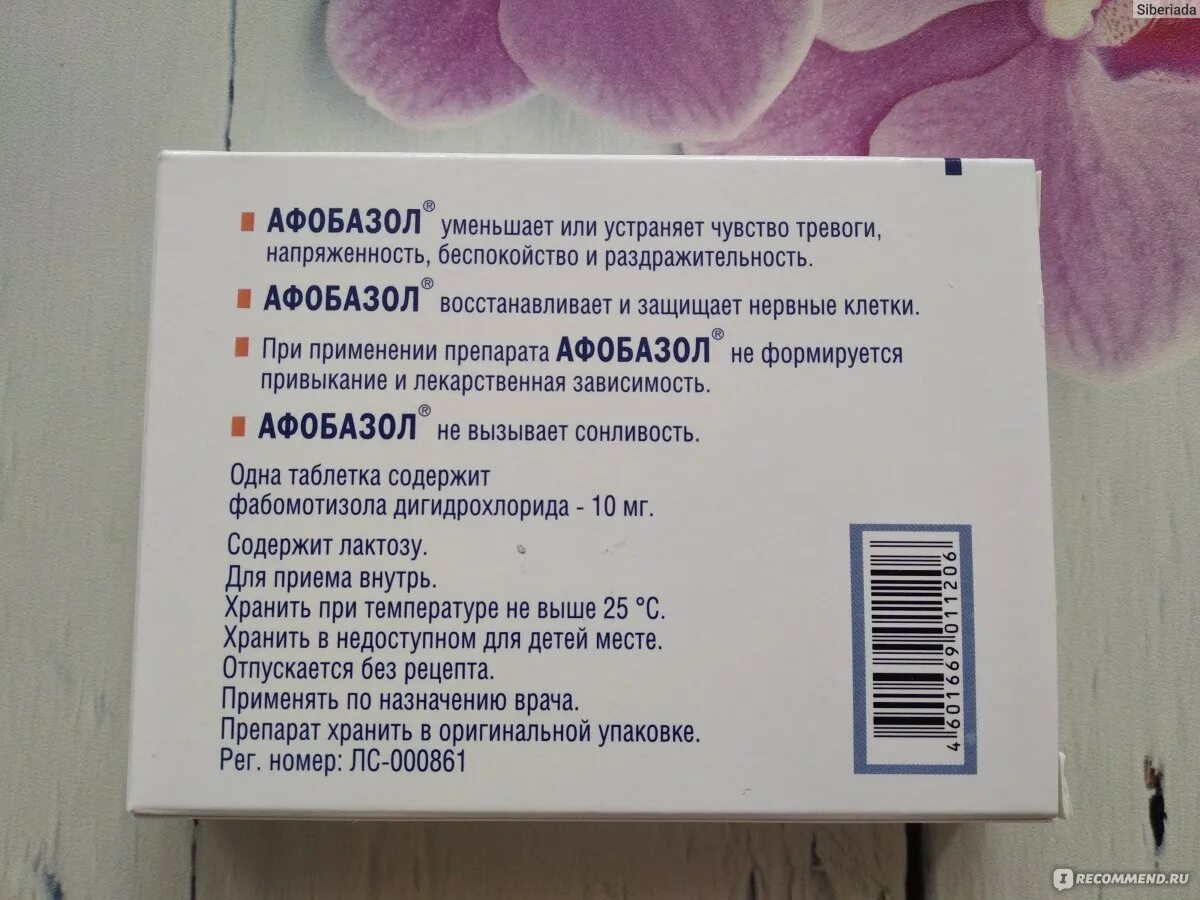 Siberiada
АФОБАЗОЛ® уменьшает или устраняет чувство тревоги,
напряженность, беспокойство и раздражительность.
АФОБАЗОЛ® восстанавливает и защищает нервные клетки.
При применении препарата АФОБАЗОЛ® не формируется
привыкание и лекарственная зависимость.
АФОБАЗОЛ® не вызывает сонливость.
Одна таблетка содержит
фабомотизола дигидрохлорида - 10 мг.
Содержит лактозу.
Для приема внутрь.
Хранить при температуре не выше 25 °С.
Хранить в недоступном для детей месте.
Отпускается без рецепта.
Применять по назначению врача.
Препарат хранить в оригинальной упаковке.
Рег. номер: ЛС-000861
4 601669 011206
IRECOMMEND.RU